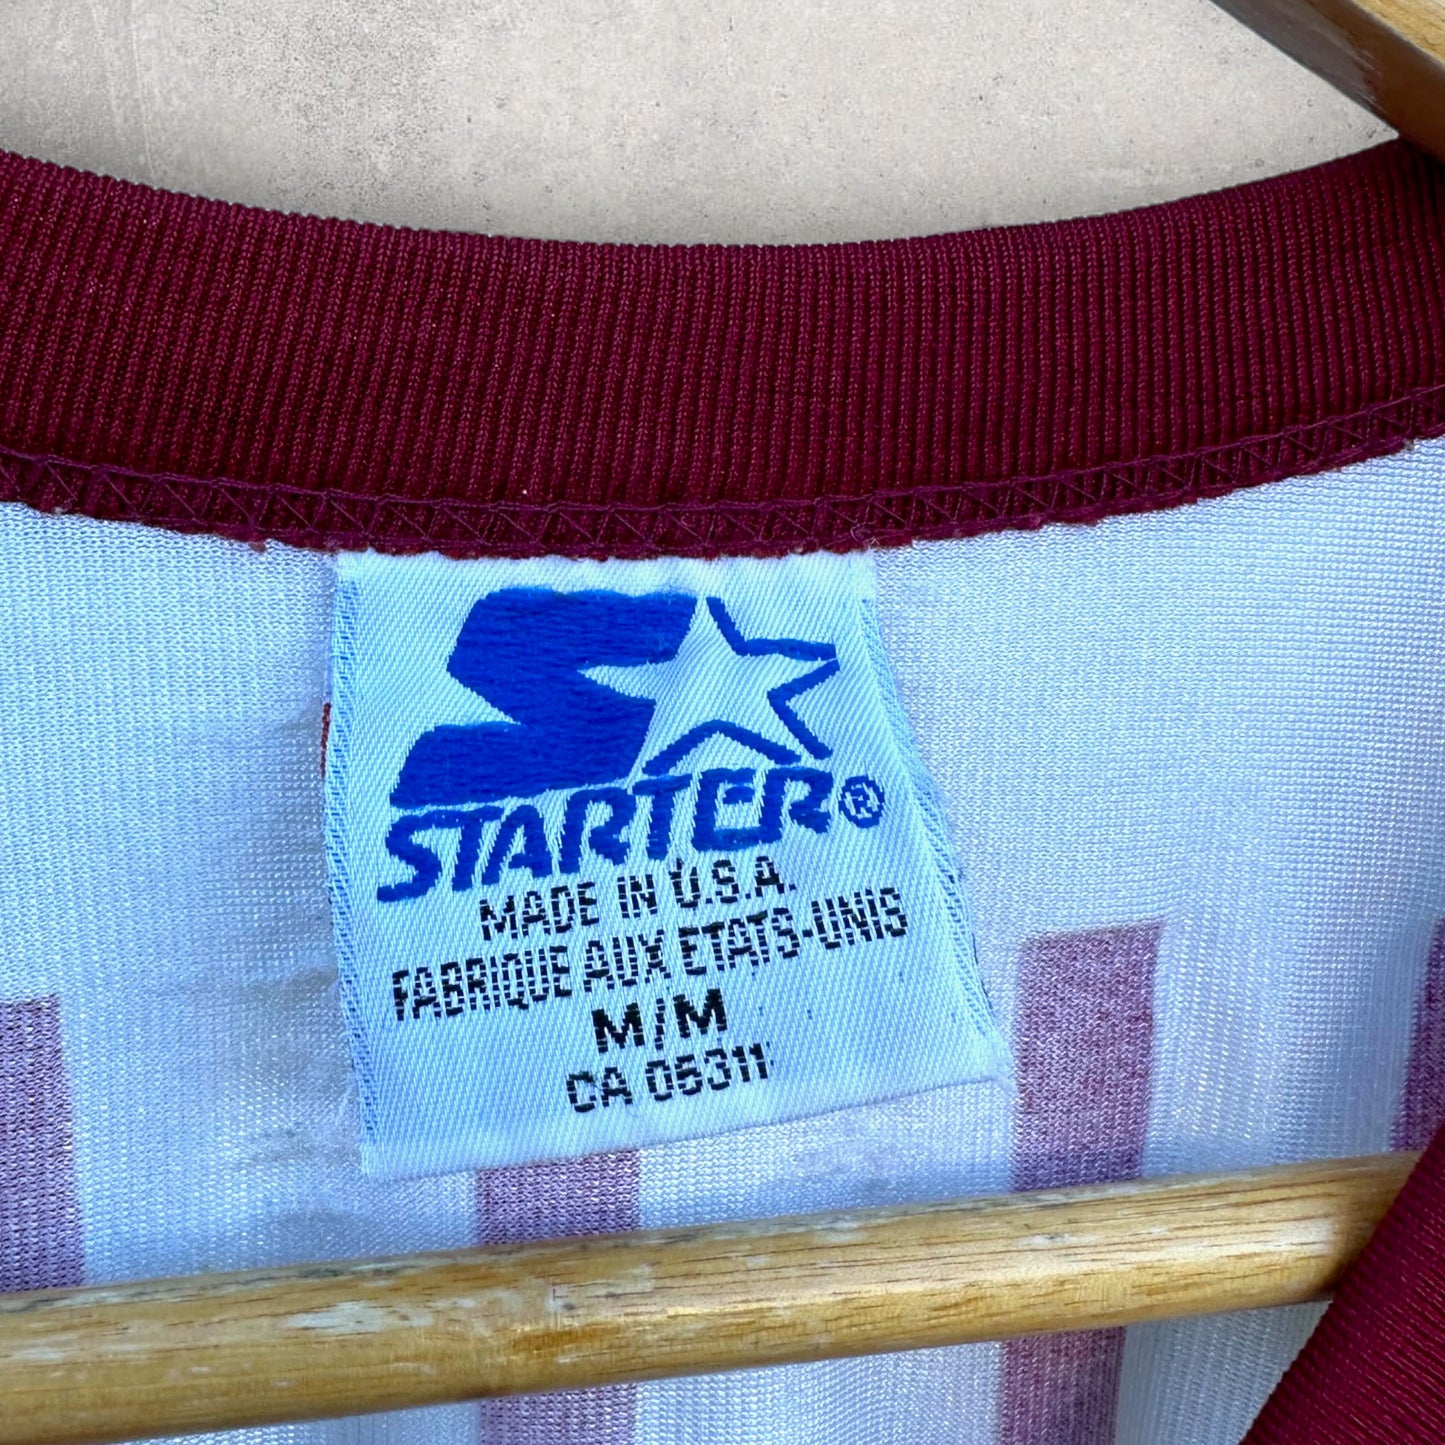 STARTER®
MADE IN U.S.A.
FABRIQUE AUX ETATS-UNIS
M/M
CA 05311